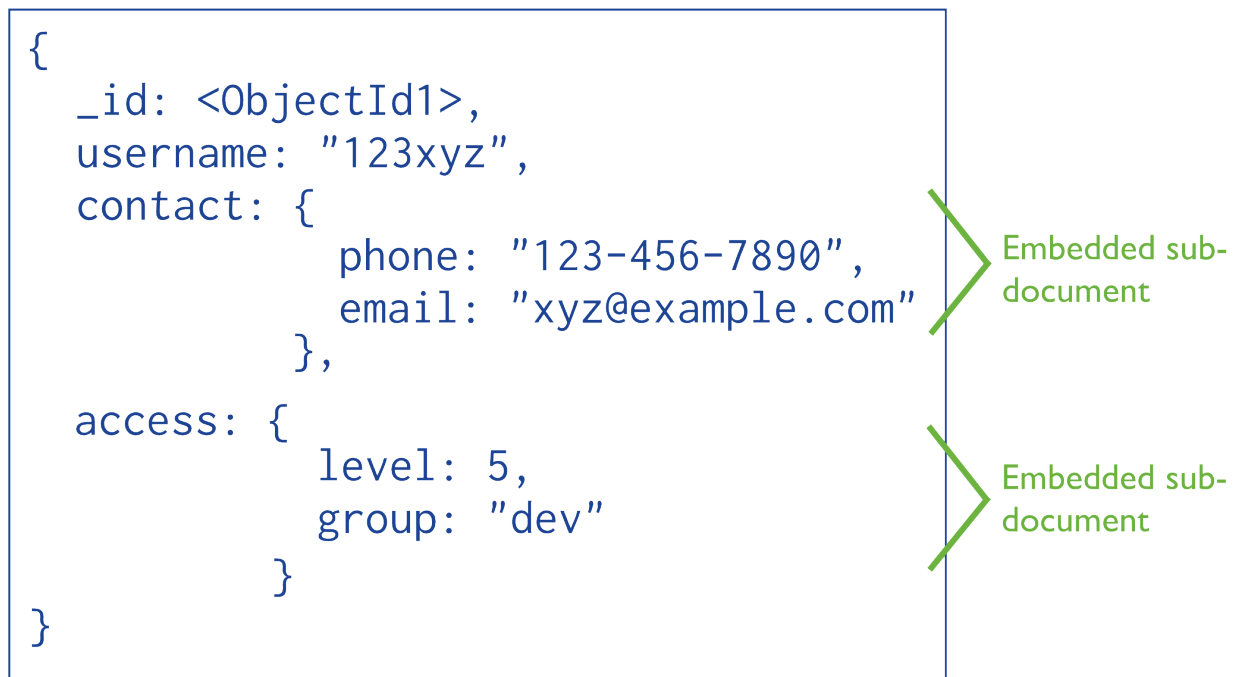 {
_id: <ObjectId1>,
username: "123xyz",
contact: {
phone: "123-456-7890",
email: "xyz@example.com"
},
access: {
level: 5,
group: "dev"
}
}
Embedded sub-
document
Embedded sub-
document